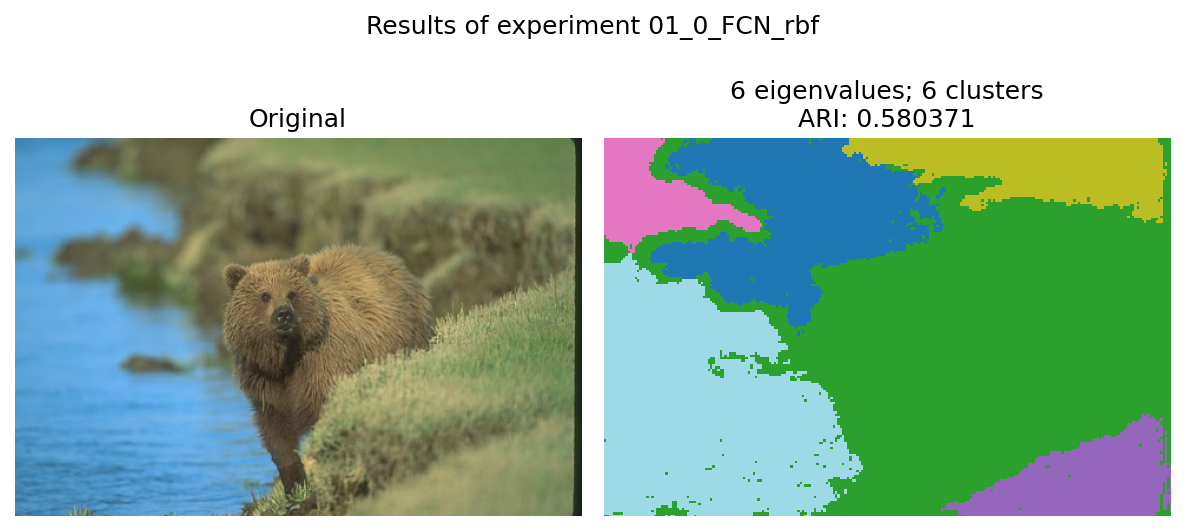 Results of experiment 01_0_FCN_rbf
Original
6 eigenvalues; 6 clusters
ARI: 0.580371